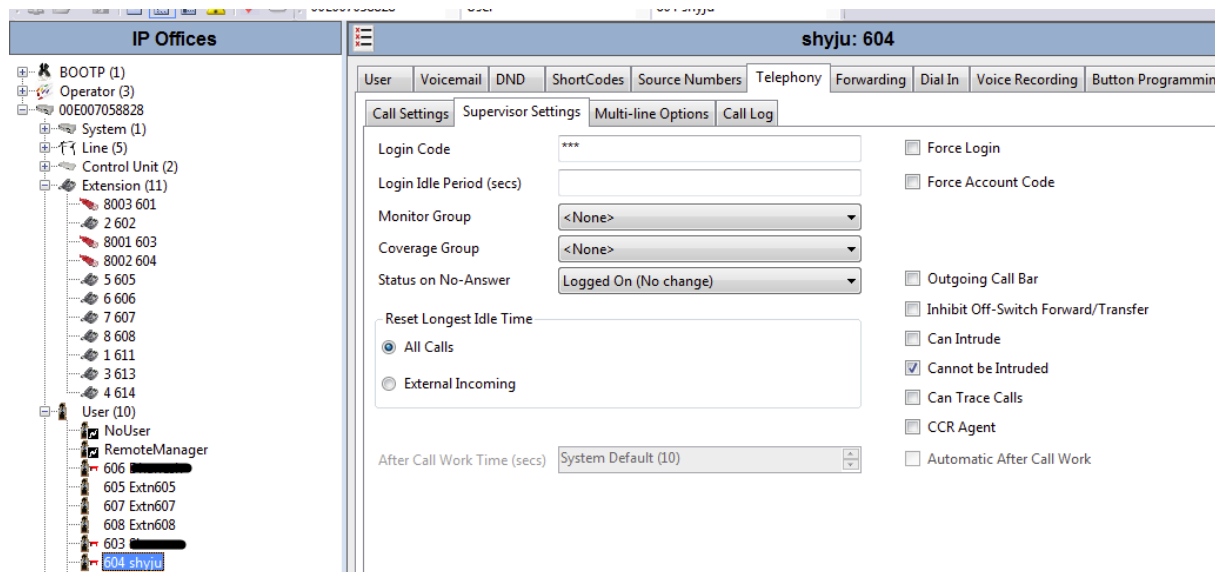 IP Offices
BOOTP (1)
Operator (3)
00E007058828
System (1)
Line (5)
Control Unit (2)
Extension (11)
8003 601
2 602
8001 603
8002 604
5 605
6 606
7 607
8 608
1 611
3 613
4 614
User (10)
NoUser
RemoteManager
606
605 Extn605
607 Extn607
608 Extn608
603
604 shyju
shyju: 604
User Voicemail DND ShortCodes Source Numbers Telephony Forwarding Dial In Voice Recording Button Programmin
Call Settings Supervisor Settings Multi-line Options Call Log
Login Code ***
Login Idle Period (secs)
Monitor Group <None>
Coverage Group <None>
Status on No-Answer Logged On (No change)
Reset Longest Idle Time
All Calls
External Incoming
After Call Work Time (secs) System Default (10)
Force Login
Force Account Code
Outgoing Call Bar
Inhibit Off-Switch Forward/Transfer
Can Intrude
Cannot be Intruded
Can Trace Calls
CCR Agent
Automatic After Call Work